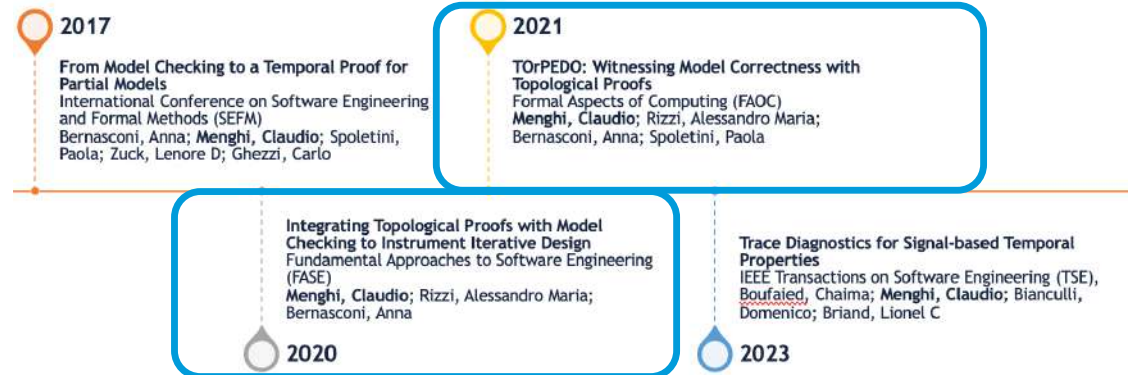 2017
From Model Checking to a Temporal Proof for
Partial Models
International Conference on Software Engineering
and Formal Methods (SEFM)
Bernasconi, Anna; Menghi, Claudio; Spoletini,
Paola; Zuck, Lenore D; Ghezzi, Carlo
2021
TOrPEDO: Witnessing Model Correctness with
Topological Proofs
Formal Aspects of Computing (FAOC)
Menghi, Claudio; Rizzi, Alessandro Maria;
Bernasconi, Anna; Spoletini, Paola
Integrating Topological Proofs with Model
Checking to Instrument Iterative Design
Fundamental Approaches to Software Engineering
(FASE)
Menghi, Claudio; Rizzi, Alessandro Maria;
Bernasconi, Anna
2020
Trace Diagnostics for Signal-based Temporal
Properties
IEEE Transactions on Software Engineering (TSE),
Boufaied, Chaima; Menghi, Claudio; Bianculli,
Domenico; Briand, Lionel C
2023